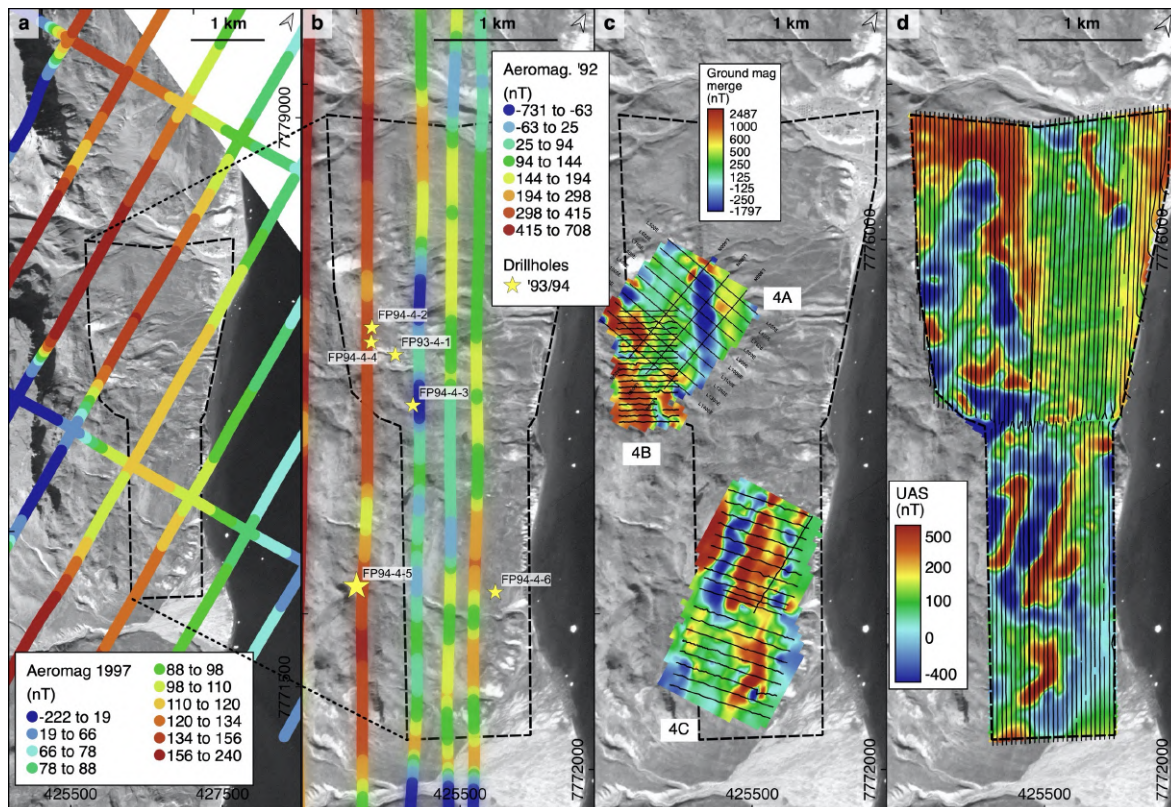 a
1 km
b
1 km
c
1 km
d
1 km
Aeromag. '92
(nT)
-731 to -63
-63 to 25
25 to 94
94 to 144
144 to 194
194 to 298
298 to 415
415 to 708
Drillholes
'93/94
Ground mag
merge
(nT)
2487
1000
600
500
250
125
-125
-250
-1797
7779000
7776000
FP94-4-2
FP94-4-4
FP93-4-1
FP94-4-3
FP94-4-5
FP94-4-6
4A
4B
4C
UAS
(nT)
500
200
100
0
-400
Aeromag 1997
(nT)
-222 to 19
19 to 66
66 to 78
78 to 88
88 to 98
98 to 110
110 to 120
120 to 134
134 to 156
156 to 240
7771500
7772000
425500
427500
425500
425500
425500